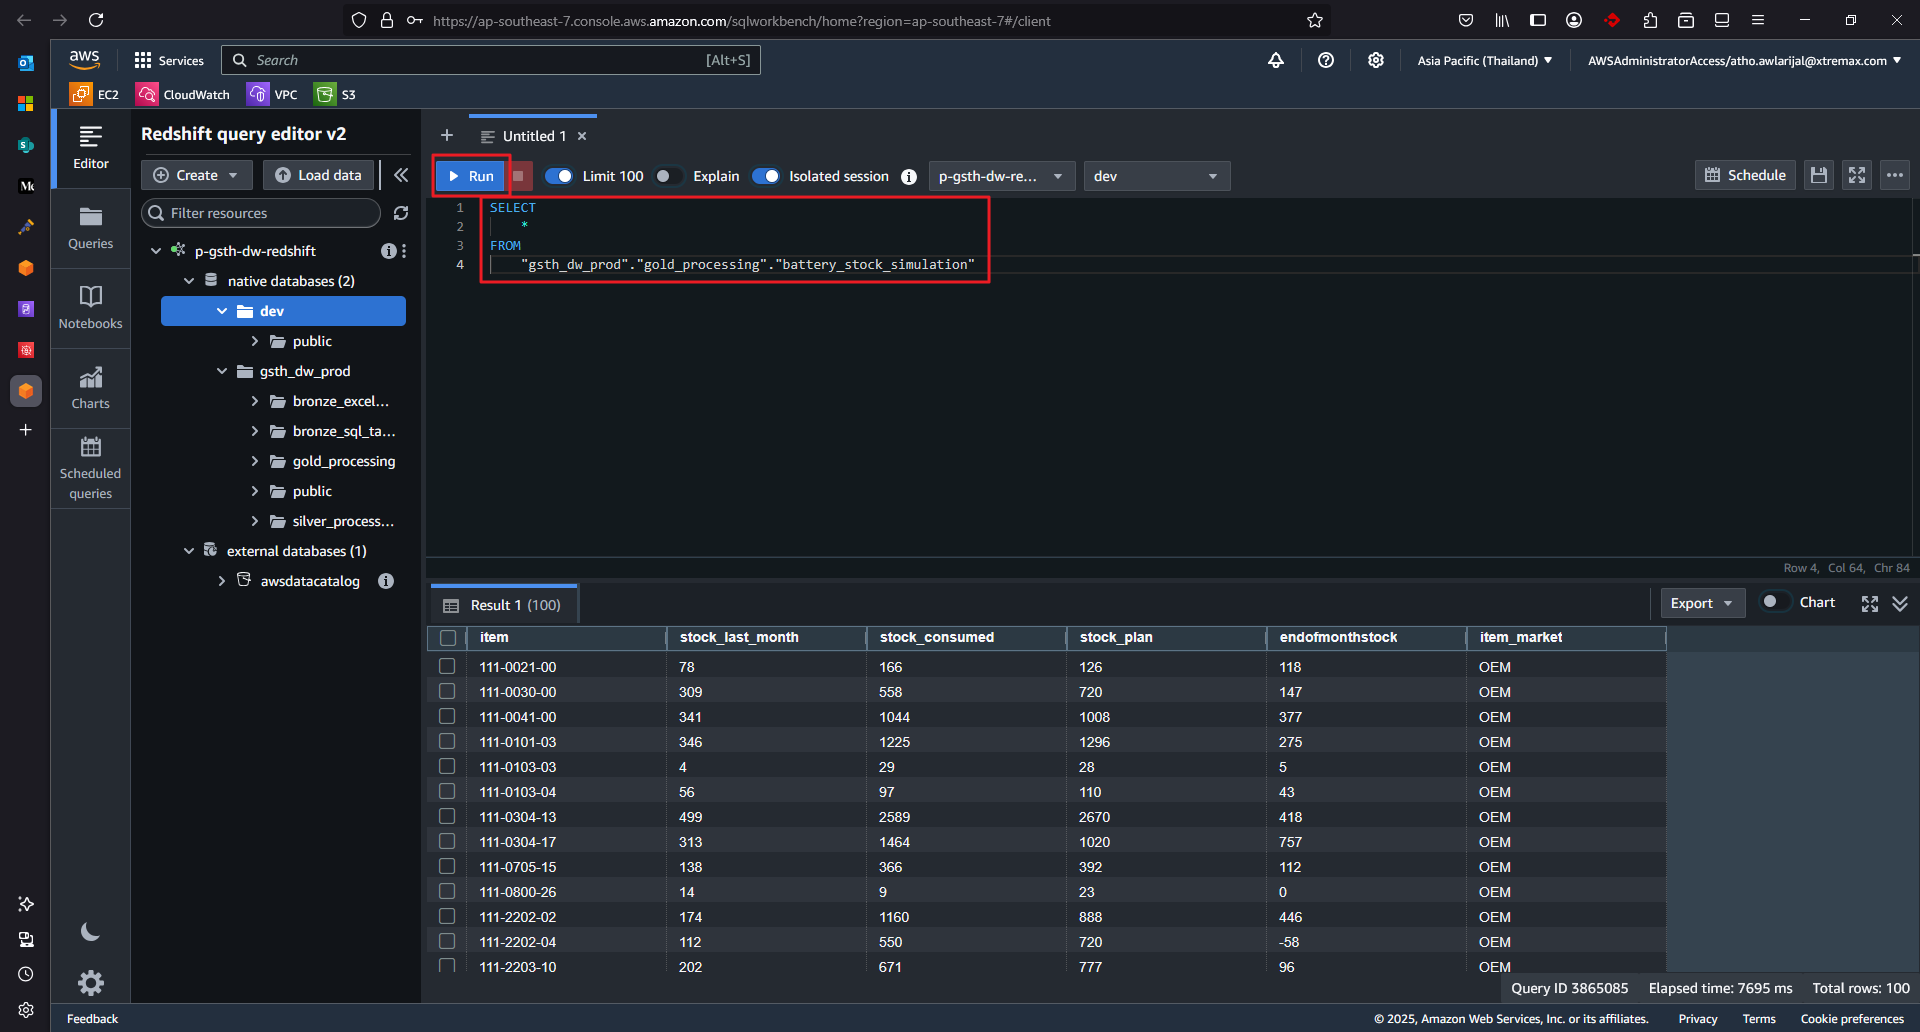 https://ap-southeast-7.console.aws.amazon.com/sqlworkbench/home?region=ap-southeast-7#/client
aws
Services
Search
[Alt+S]
Asia Pacific (Thailand)
AWSAdministratorAccess/atho.awlarijal@xtremax.com
EC2
CloudWatch
VPC
S3
Editor
Queries
Notebooks
Charts
Scheduled
queries
Redshift query editor v2
Create
Load data
Filter resources
p-gsth-dw-redshift
native databases (2)
dev
public
gsth_dw_prod
bronze_excel...
bronze_sql_ta...
gold_processing
public
silver_process...
external databases (1)
awsdatacatalog
Untitled 1
Run
Limit 100
Explain
Isolated session
p-gsth-dw-re...
dev
Schedule
1 SELECT
2 *
3 FROM
4 "gsth_dw_prod"."gold_processing"."battery_stock_simulation"
Row 4, Col 64, Chr 84
Result 1 (100)
Export
Chart
item stock_last_month stock_consumed stock_plan endofmonthstock item_market
111-0021-00 78 166 126 118 OEM
111-0030-00 309 558 720 147 OEM
111-0041-00 341 1044 1008 377 OEM
111-0101-03 346 1225 1296 275 OEM
111-0103-03 4 29 28 5 OEM
111-0103-04 56 97 110 43 OEM
111-0304-13 499 2589 2670 418 OEM
111-0304-17 313 1464 1020 757 OEM
111-0705-15 138 366 392 112 OEM
111-0800-26 14 9 23 0 OEM
111-2202-02 174 1160 888 446 OEM
111-2202-04 112 550 720 -58 OEM
111-2203-10 202 671 777 96 OEM
Query ID 3865085 Elapsed time: 7695 ms Total rows: 100
Feedback
© 2025, Amazon Web Services, Inc. or its affiliates. Privacy Terms Cookie preferences